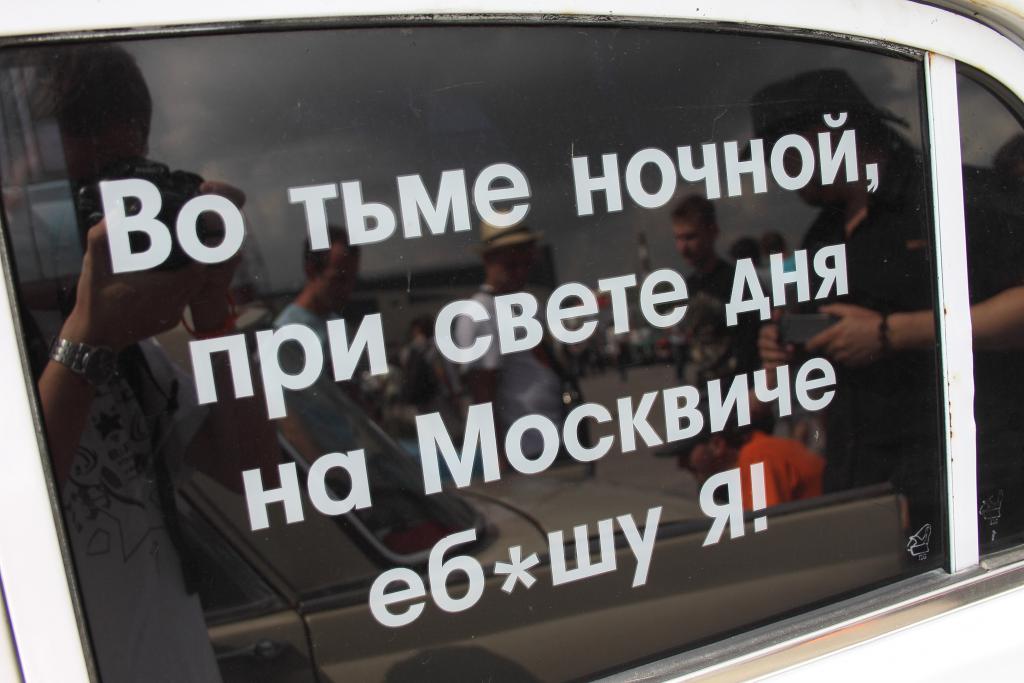 Во тьме ночной,
при свете дня
на Москвиче
еб*шу Я!